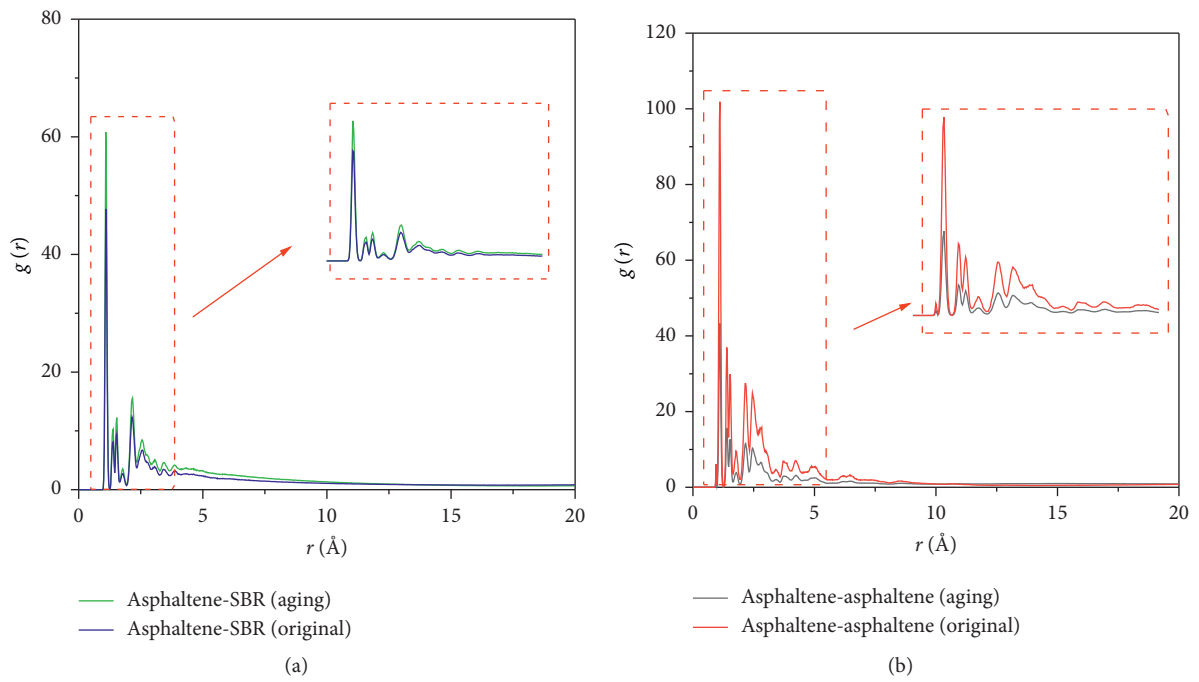 80
60
40
20
0
g (r)
0 5 10 15 20
r (Å)
Asphaltene-SBR (aging)
Asphaltene-SBR (original)
(a)
120
100
80
60
40
20
0
g (r)
0 5 10 15 20
r (Å)
Asphaltene-asphaltene (aging)
Asphaltene-asphaltene (original)
(b)